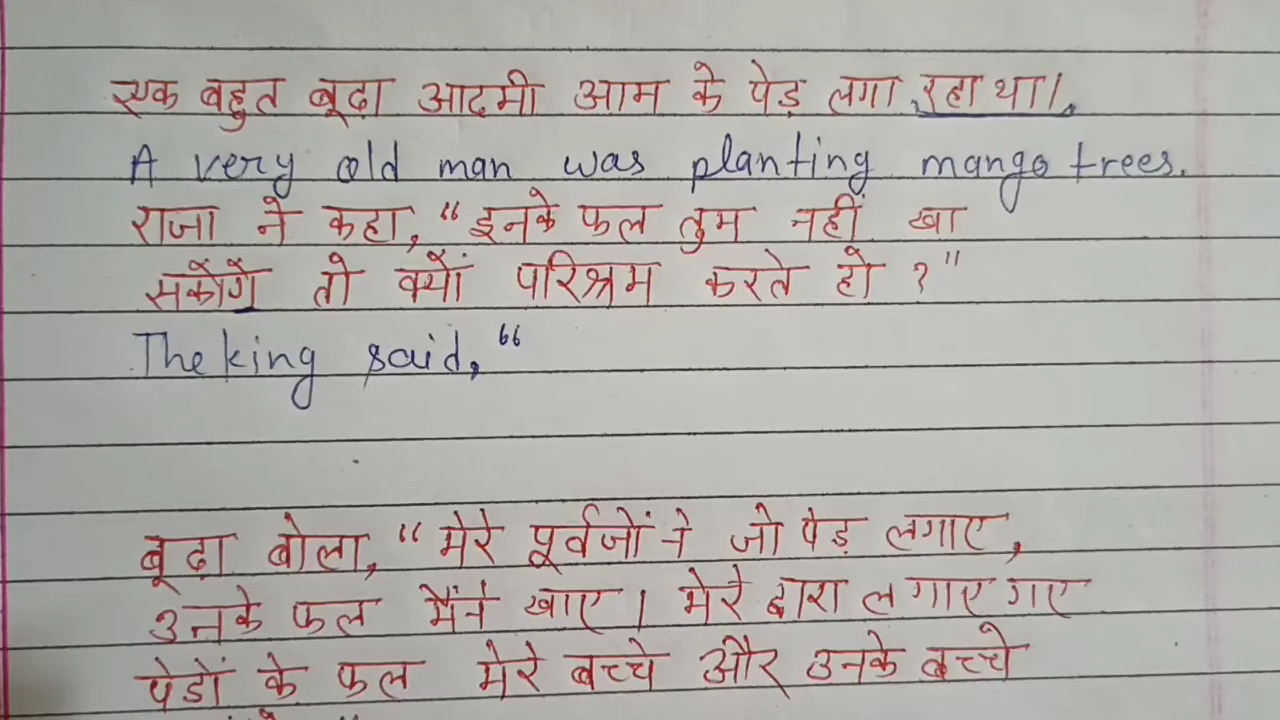 एक बहुत बूढ़ा आदमी आम के पेड़ लगा रहा था।
A very old man was planting mango trees.
राजा ने कहा, “इनके फल तुम नहीं खा
सकोगे तो क्यों परिश्रम करते हो ?"
The king said, “
बूढ़ा बोला, “मेरे पूर्वजों ने जो पेड़ लगाए,
उनके फल मैंने खाए । मेरे द्वारा लगाए गए
पेडों के फल मेरे बच्चे और उनके बच्चे